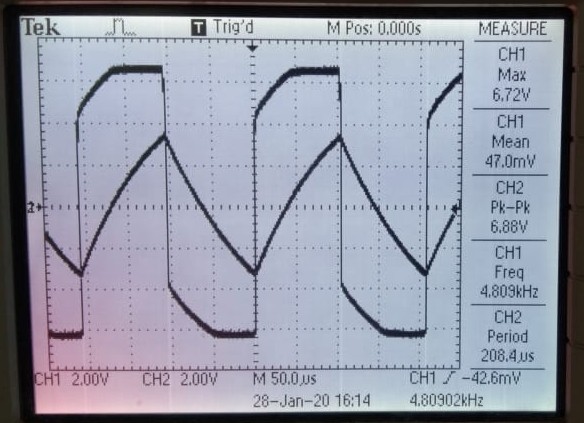 Tek T Trig'd M Pos: 0.000s MEASURE
CH1
Max
6.72V
CH1
Mean
47.0mV
CH2
Pk-Pk
6.88V
CH1
Freq
4.809kHz
CH2
Period
208.4µs
CH1 2.00V CH2 2.00V M 50.0µs CH1 -42.6mV
28-Jan-20 16:14 4.80902kHz